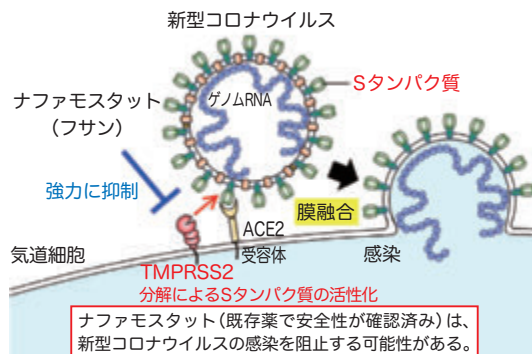 新型コロナウイルス
Sタンパク質
ゲノムRNA
ナファモスタット
(フサン)
強力に抑制
膜融合
ACE2
受容体
気道細胞
感染
TMPRSS2
分解によるSタンパク質の活性化
ナファモスタット(既存薬で安全性が確認済み)は、
新型コロナウイルスの感染を阻止する可能性がある。